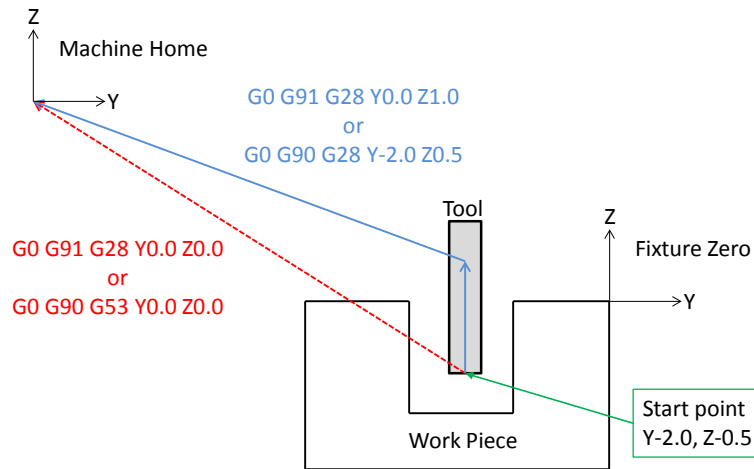 Z
Machine Home
Y
G0 G91 G28 Y0.0 Z1.0
or
G0 G90 G28 Y-2.0 Z0.5
Tool
Z
G0 G91 G28 Y0.0 Z0.0
or
G0 G90 G53 Y0.0 Z0.0
Fixture Zero
Y
Start point
Y-2.0, Z-0.5
Work Piece